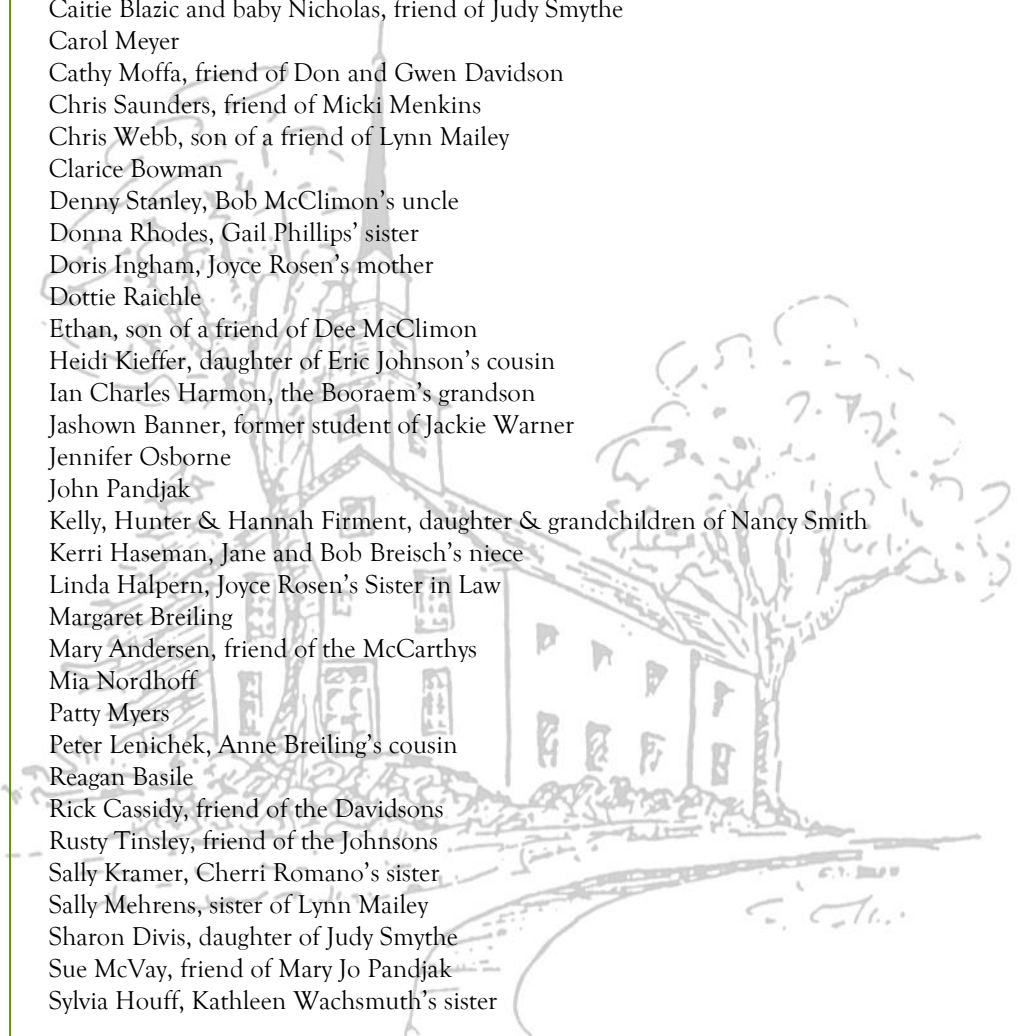 Caitie Blazic and baby Nicholas, friend of Judy Smythe
Carol Meyer
Cathy Moffa, friend of Don and Gwen Davidson
Chris Saunders, friend of Micki Menkins
Chris Webb, son of a friend of Lynn Mailey
Clarice Bowman
Denny Stanley, Bob McClimon’s uncle
Donna Rhodes, Gail Phillips’ sister
Doris Ingham, Joyce Rosen’s mother
Dottie Raichle
Ethan, son of a friend of Dee McClimon
Heidi Kieffer, daughter of Eric Johnson’s cousin
Ian Charles Harmon, the Booraem’s grandson
Jashown Banner, former student of Jackie Warner
Jennifer Osborne
John Pandjak
Kelly, Hunter & Hannah Firment, daughter & grandchildren of Nancy Smith
Kerri Haseman, Jane and Bob Breisch’s niece
Linda Halpern, Joyce Rosen’s Sister in Law
Margaret Breiling
Mary Andersen, friend of the McCarthys
Mia Nordhoff
Patty Myers
Peter Lenichek, Anne Breiling’s cousin
Reagan Basile
Rick Cassidy, friend of the Davidsons
Rusty Tinsley, friend of the Johnsons
Sally Kramer, Cherri Romano’s sister
Sally Mehrens, sister of Lynn Mailey
Sharon Divis, daughter of Judy Smythe
Sue McVay, friend of Mary Jo Pandjak
Sylvia Houff, Kathleen Wachsmuth’s sister